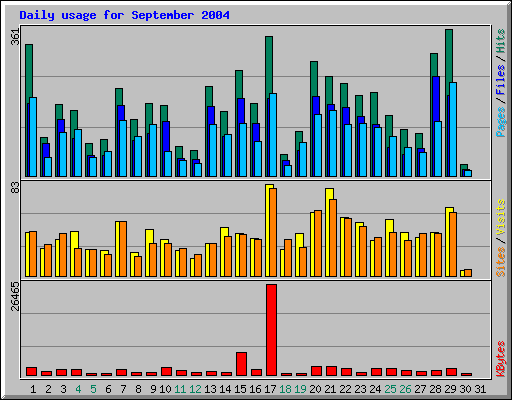 Daily usage for September 2004
361
Pages / Files / Hits
83
Sites / Visits
26465
KBytes
1 2 3 4 5 6 7 8 9 10 11 12 13 14 15 16 17 18 19 20 21 22 23 24 25 26 27 28 29 30 31